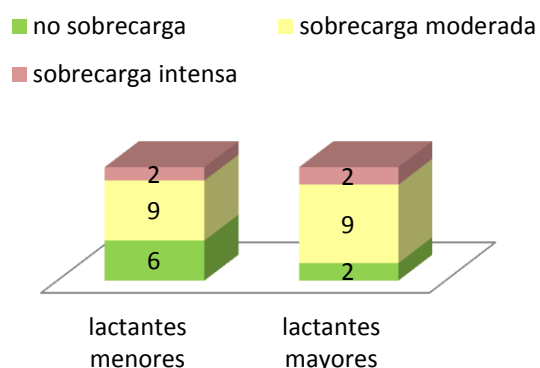 no sobrecarga
sobrecarga moderada
sobrecarga intensa
2
9
6
2
9
2
lactantes
menores
lactantes
mayores